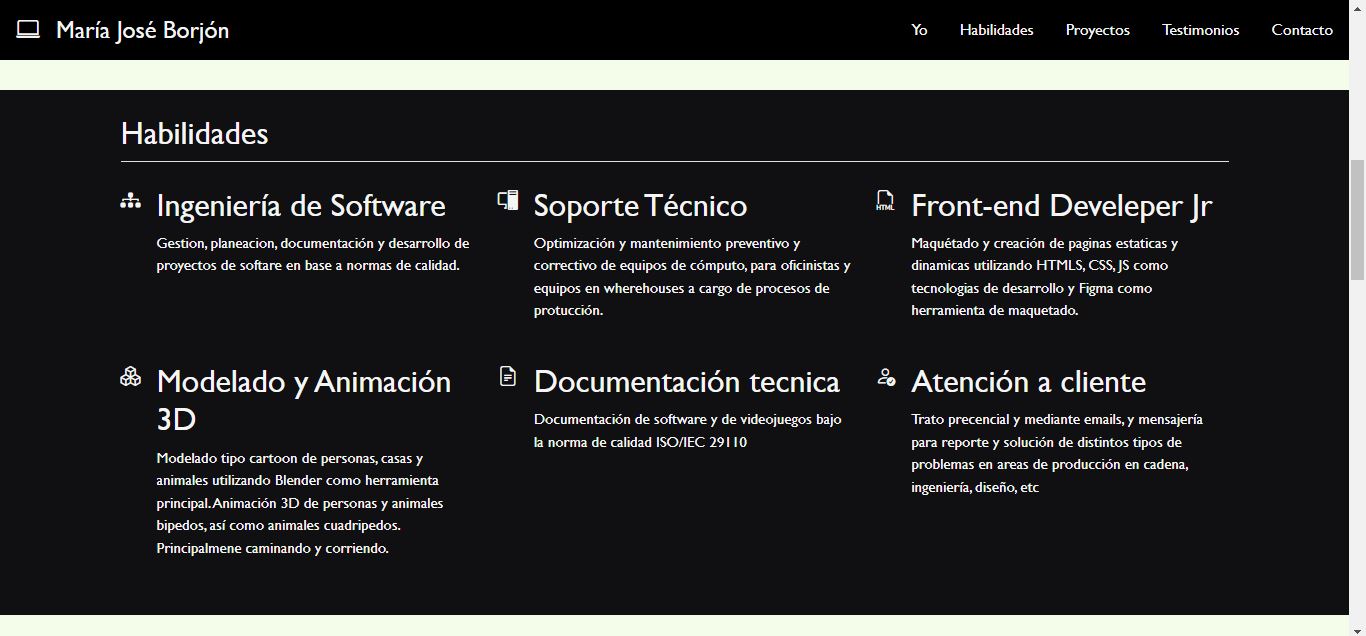 María José Borjón
Yo
Habilidades
Proyectos
Testimonios
Contacto
Habilidades
Ingeniería de Software
Gestion, planeacion, documentación y desarrollo de
proyectos de softare en base a normas de calidad.
Soporte Técnico
Optimización y mantenimiento preventivo y
correctivo de equipos de cómputo, para oficinistas y
equipos en wherehouses a cargo de procesos de
protucción.
HTML
Front-end Develeper Jr
Maquétado y creación de paginas estaticas y
dinamicas utilizando HTMLS, CSS, JS como
tecnologias de desarrollo y Figma como
herramienta de maquetado.
Modelado y Animación
3D
Modelado tipo cartoon de personas, casas y
animales utilizando Blender como herramienta
principal. Animación 3D de personas y animales
bipedos, así como animales cuadripedos.
Principalmene caminando y corriendo.
Documentación tecnica
Documentación de software y de videojuegos bajo
la norma de calidad ISO/IEC 29110
Atención a cliente
Trato precencial y mediante emails, y mensajería
para reporte y solución de distintos tipos de
problemas en areas de producción en cadena,
ingeniería, diseño, etc